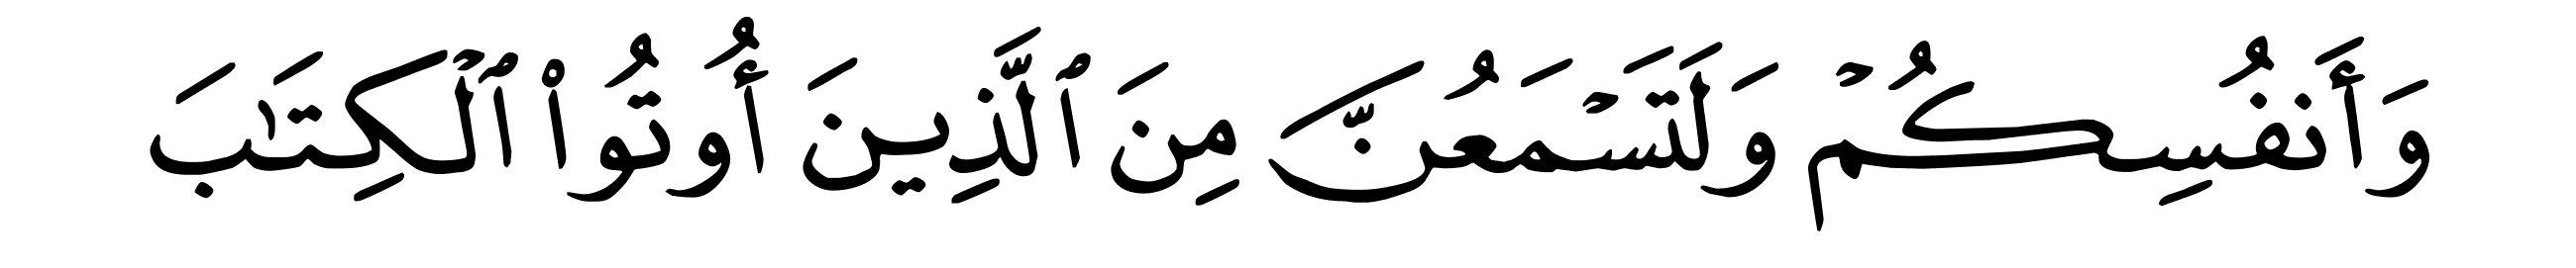 وَأَنفُسِكُمۡ وَلَتَسۡمَعُنَّ مِنَ ٱلَّذِينَ أُوتُواْ ٱلۡكِتَٰبَ